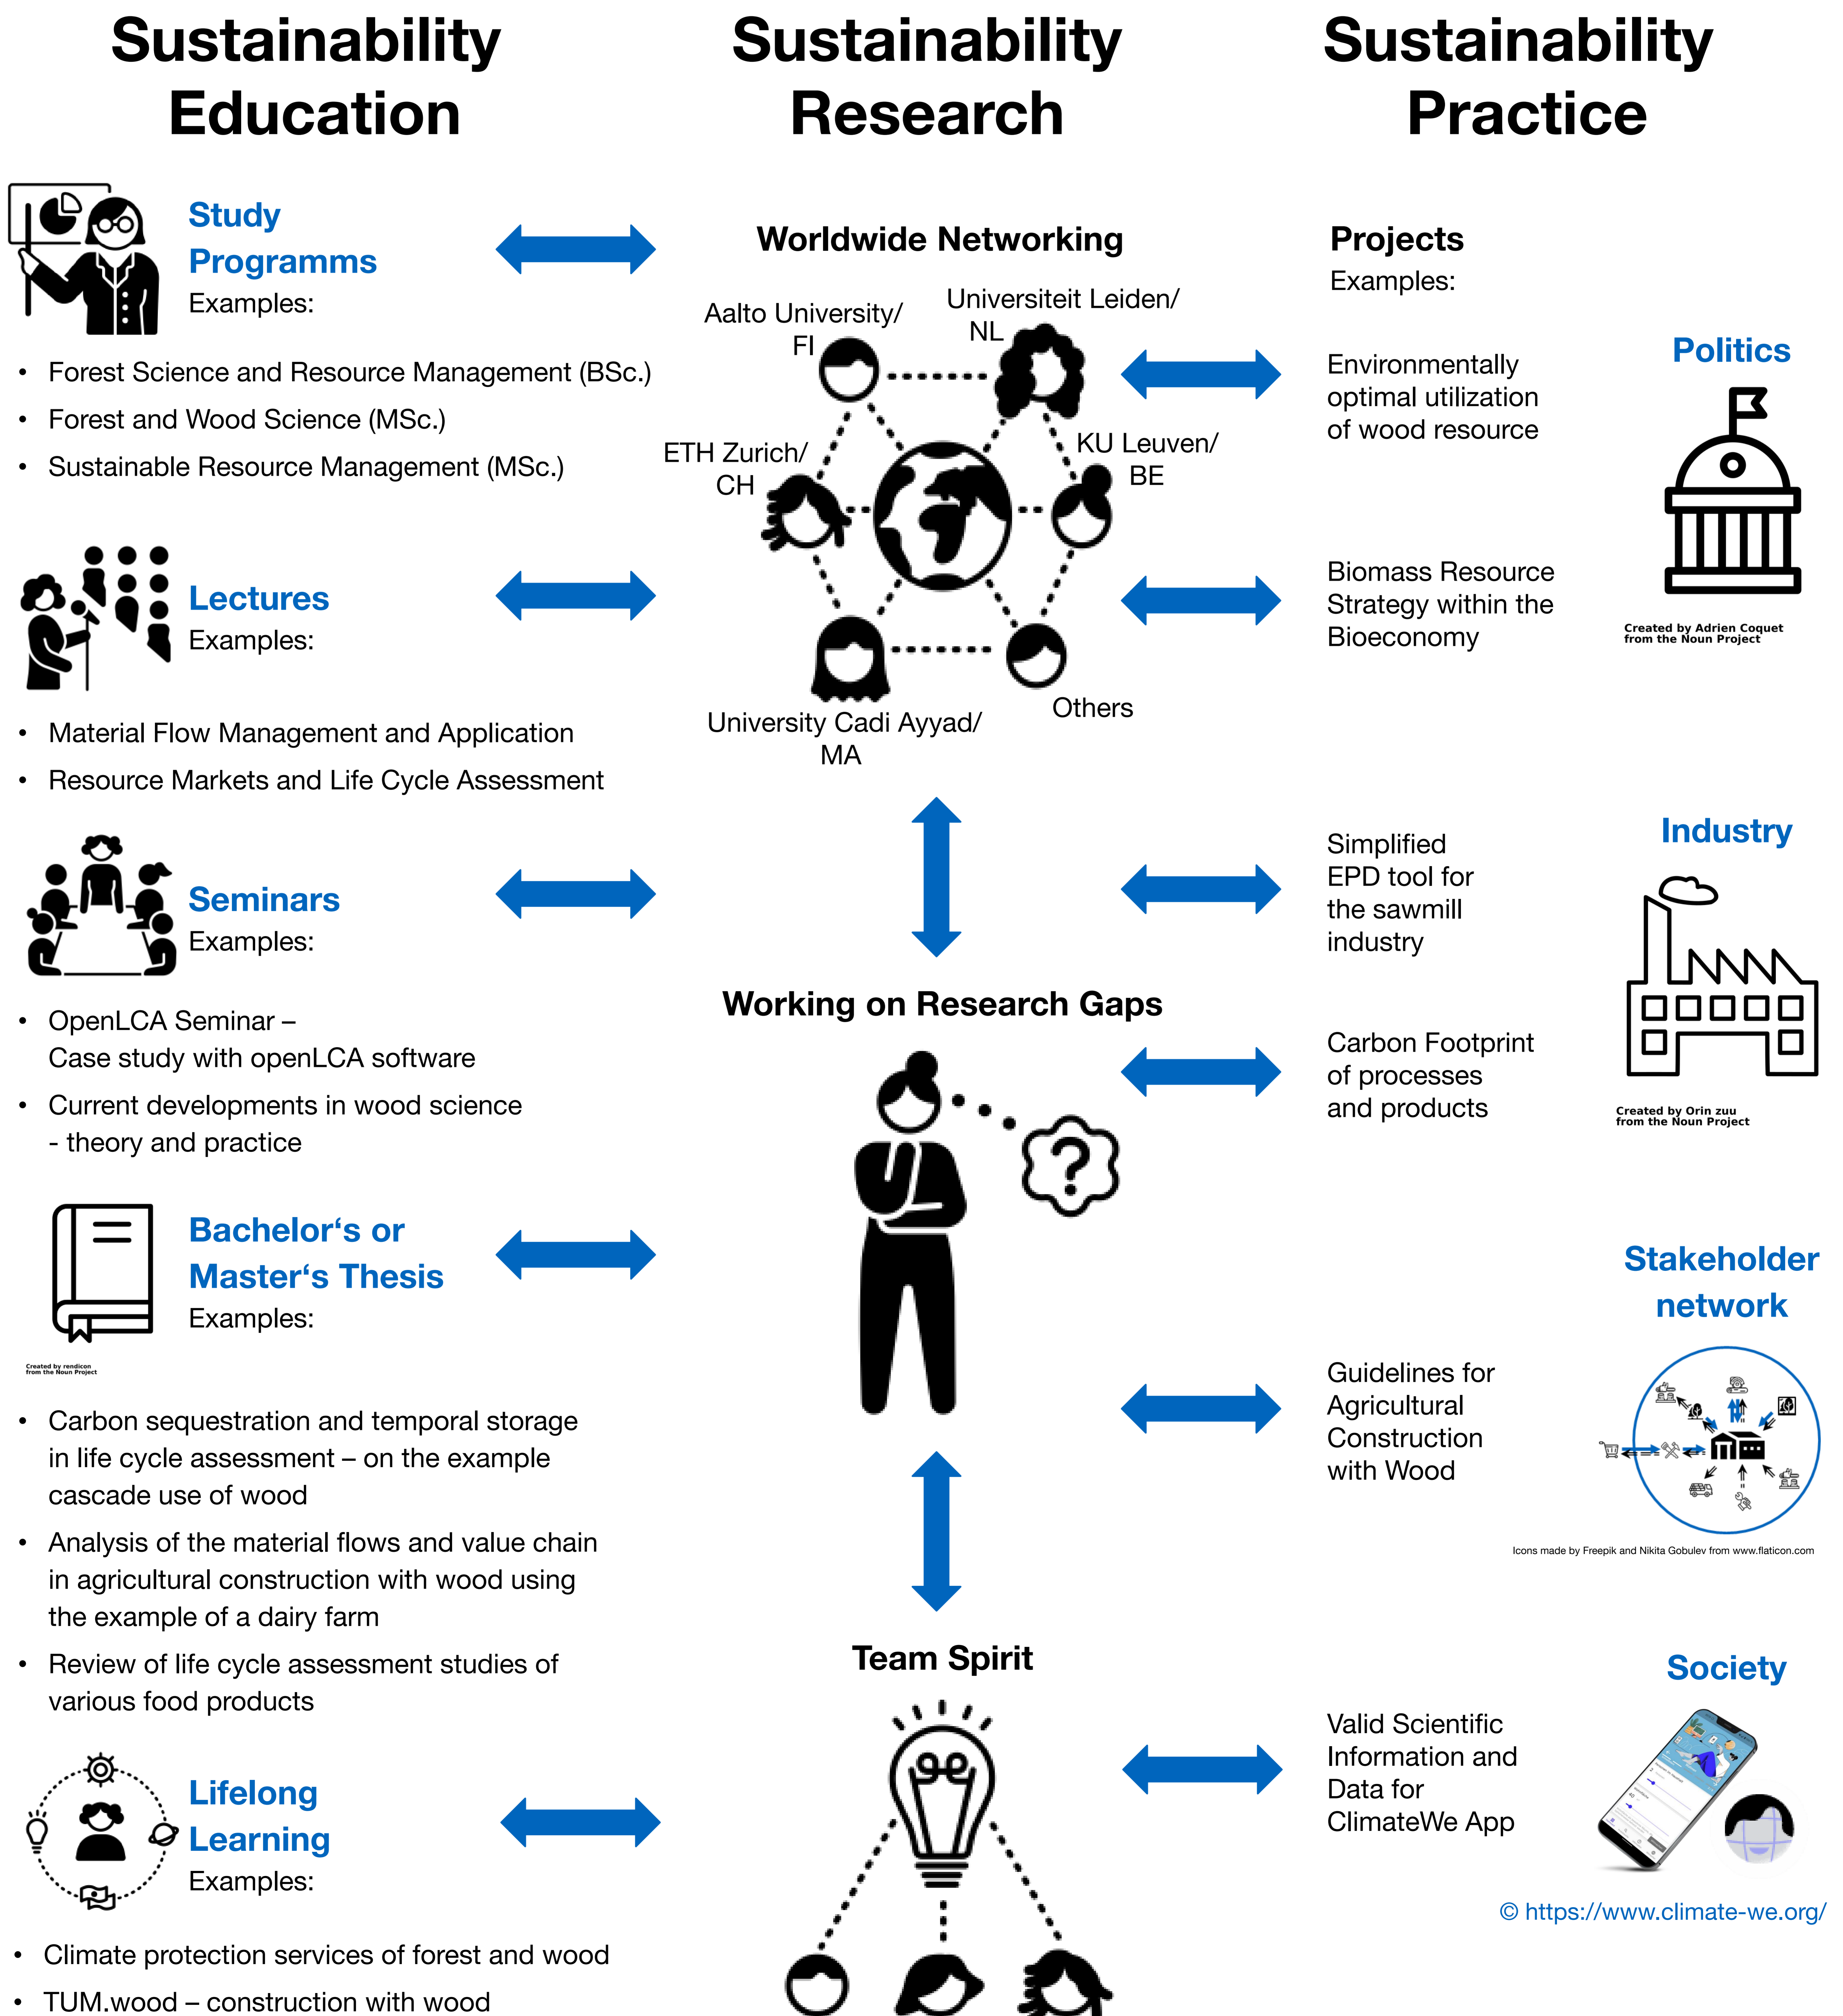 Sustainability
Education
Study
Programms
Examples:
• Forest Science and Resource Management (BSc.)
• Forest and Wood Science (MSc.)
• Sustainable Resource Management (MSc.)
Lectures
Examples:
• Material Flow Management and Application
• Resource Markets and Life Cycle Assessment
Seminars
Examples:
• OpenLCA Seminar –
Case study with openLCA software
• Current developments in wood science
- theory and practice
Bachelor‘s or
Master‘s Thesis
Examples:
Created by rendicon
from the Noun Project
• Carbon sequestration and temporal storage
in life cycle assessment – on the example
cascade use of wood
• Analysis of the material flows and value chain
in agricultural construction with wood using
the example of a dairy farm
• Review of life cycle assessment studies of
various food products
Lifelong
Learning
Examples:
• Climate protection services of forest and wood
• TUM.wood – construction with wood
Sustainability
Research
Worldwide Networking
Aalto University/
FI
Universiteit Leiden/
NL
ETH Zurich/
CH
KU Leuven/
BE
University Cadi Ayyad/
MA
Others
Working on Research Gaps
?
Team Spirit
Sustainability
Practice
Projects
Examples:
Politics
Environmentally
optimal utilization
of wood resource
Biomass Resource
Strategy within the
Bioeconomy
Created by Adrien Coquet
from the Noun Project
Industry
Simplified
EPD tool for
the sawmill
industry
Carbon Footprint
of processes
and products
Created by Orin zuu
from the Noun Project
Stakeholder
network
Guidelines for
Agricultural
Construction
with Wood
Icons made by Freepik and Nikita Gobulev from www.flaticon.com
Society
Valid Scientific
Information and
Data for
ClimateWe App
© https://www.climate-we.org/